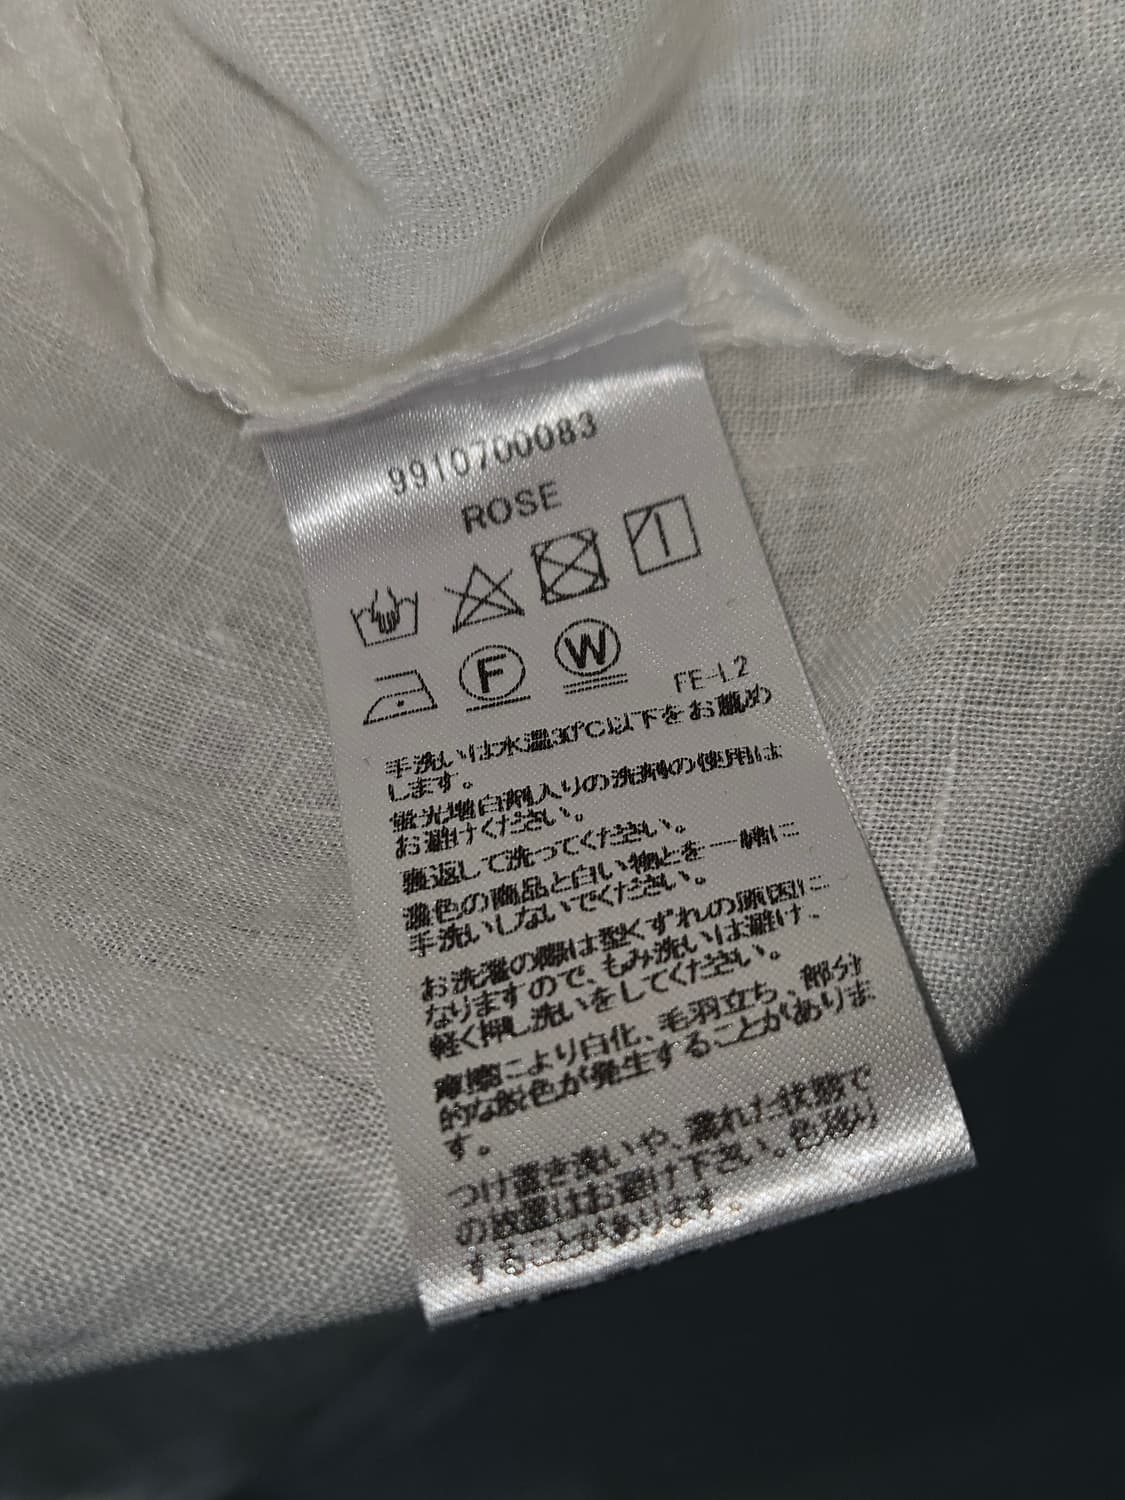 9910700083
ROSE
F W
FE-L2
手洗いは水温30℃以下をお薦め
します。
蛍光増白剤入りの洗剤の使用は
お避けください。
裏返して洗ってください。
濃色の商品と白い物とを一緒に
手洗いしないでください。
お洗濯の際は型くずれの原因に
なりますので、もみ洗いは避け、
軽く押し洗いをしてください。
摩擦により白化、毛羽立ち、部分
的な脱色が発生することがありま
す。
つけ置き洗いや、濡れた状態で
の放置はお避け下さい。色移り
することがあります。